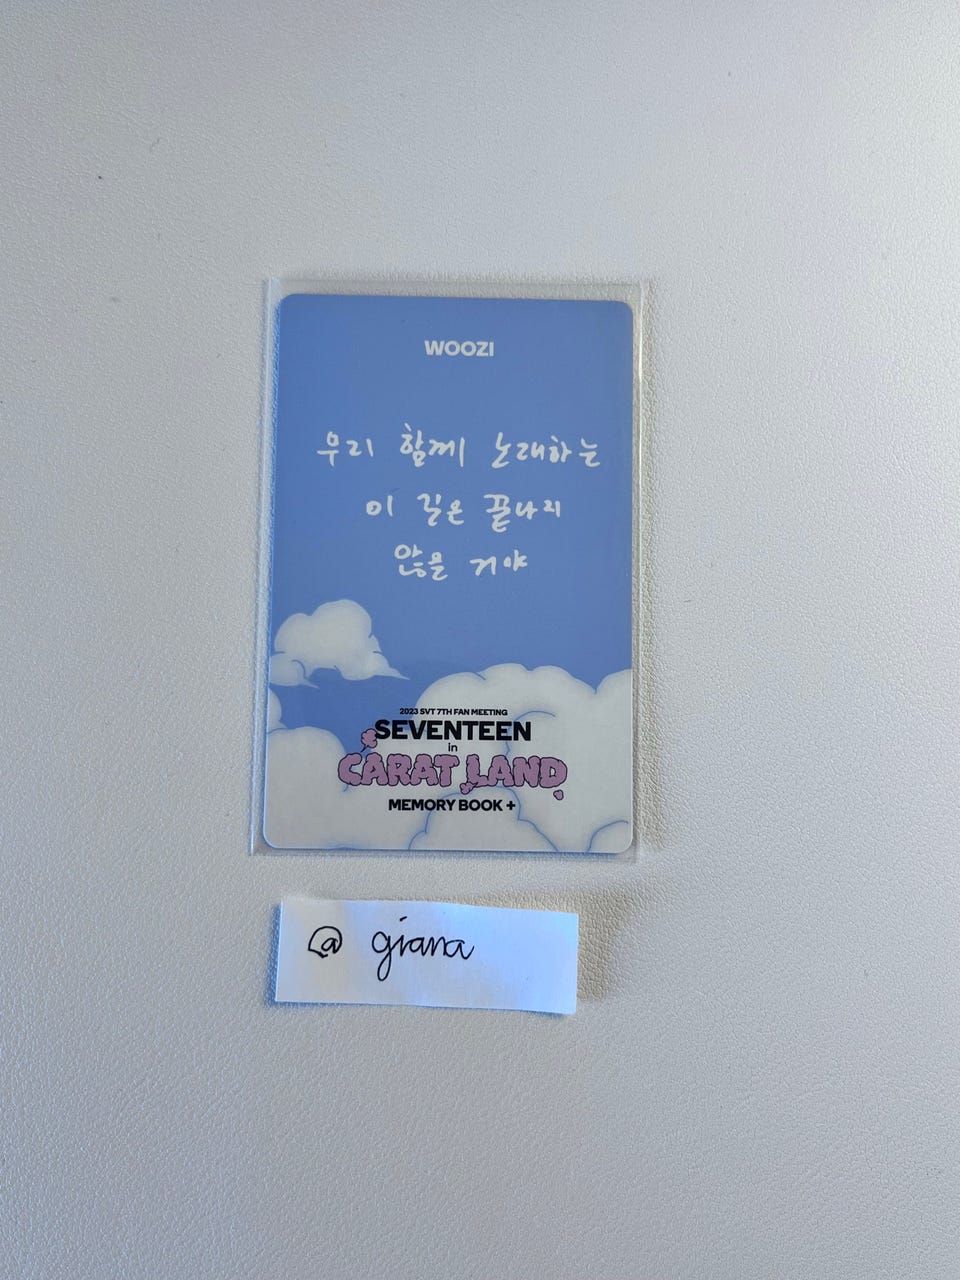 WOOZI
우리 함께 노래하는
이 길은 끝나지
않을 거야
2023 SVT 7TH FAN MEETING
SEVENTEEN
in
CARAT LAND
MEMORY BOOK +
@ giana